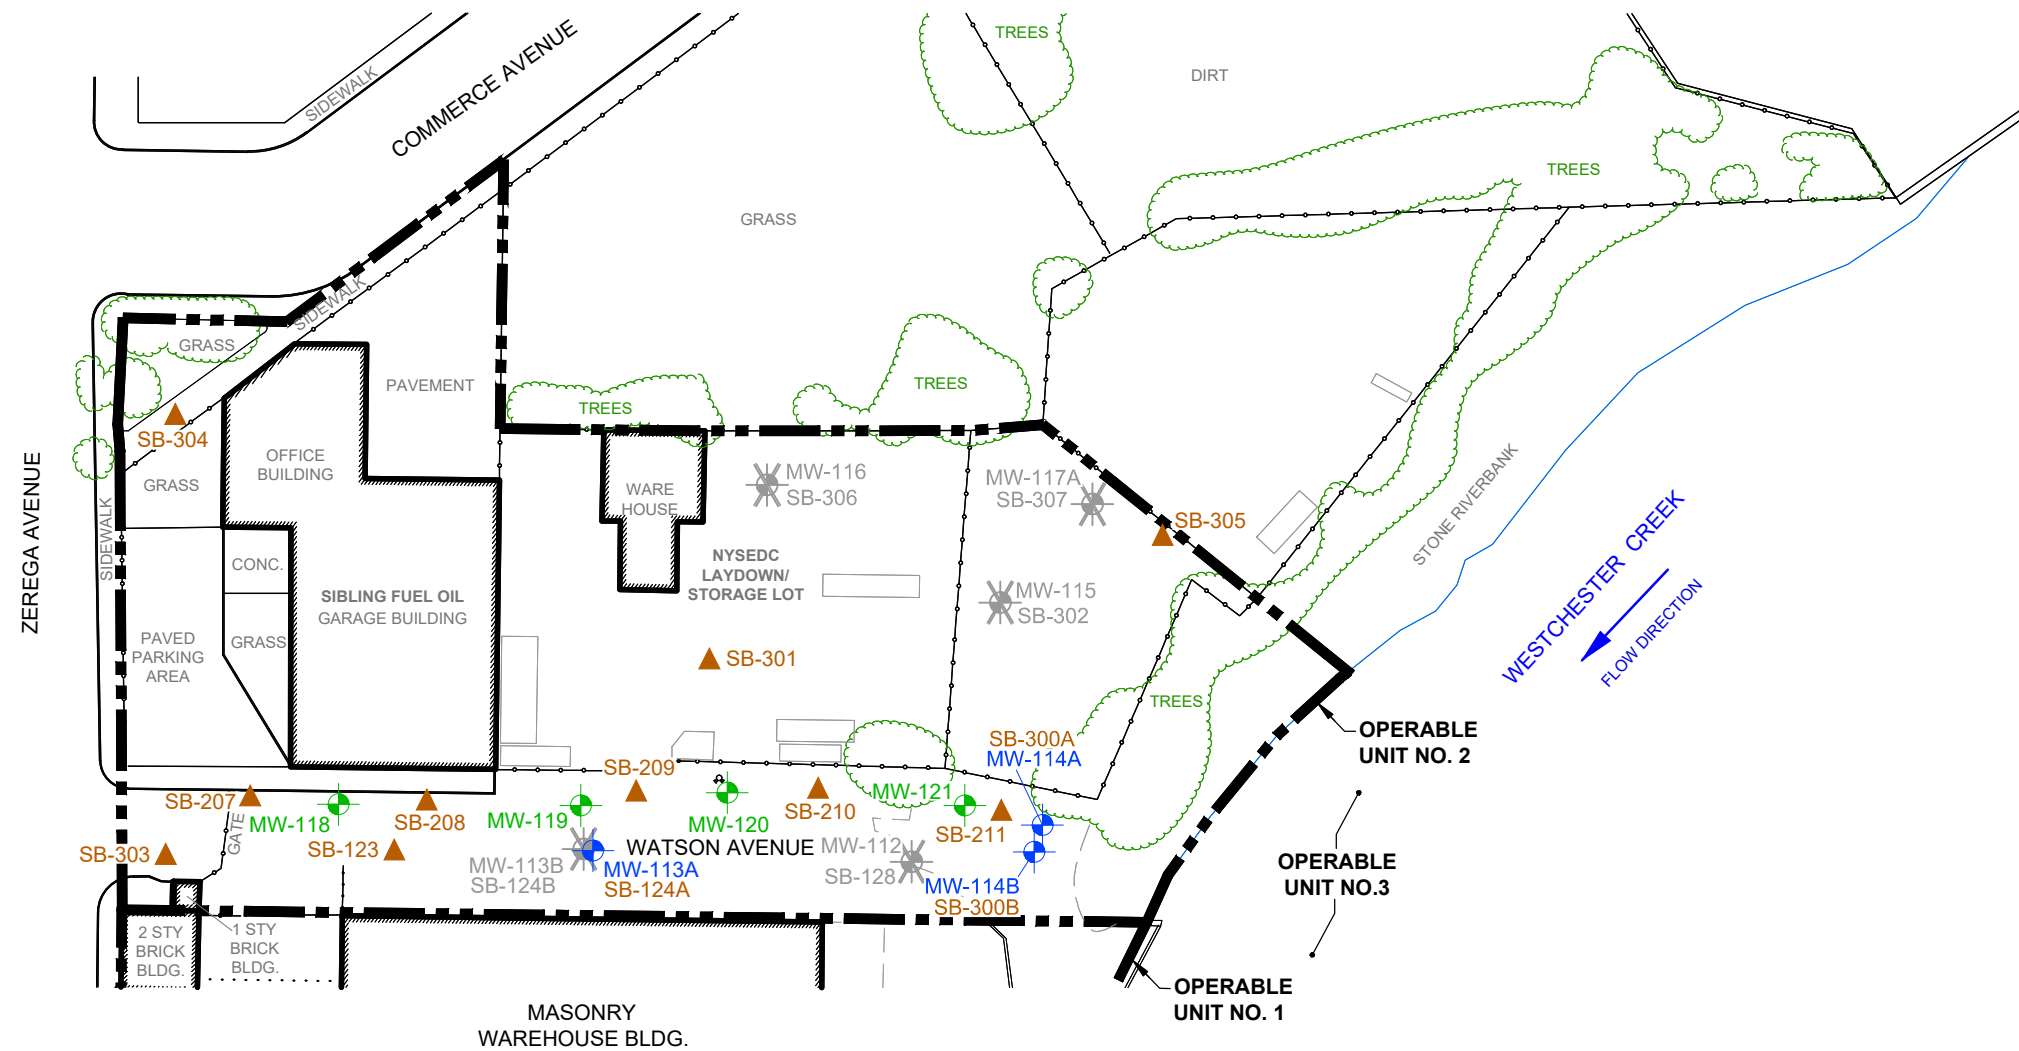 TREES
DIRT
SIDEWALK
COMMERCE AVENUE
TREES
GRASS
SIDEWALK
GRASS
PAVEMENT
TREES
TREES
SB-304
OFFICE
BUILDING
GRASS
ZEREGA AVENUE
SIDEWALK
WARE
HOUSE
MW-116
SB-306
MW-117A
SB-307
SB-305
STONE RIVERBANK
WESTCHESTER CREEK
FLOW DIRECTION
CONC.
NYSEDC
LAYDOWN/
STORAGE LOT
SIBLING FUEL OIL
GARAGE BUILDING
MW-115
SB-302
PAVED
PARKING
AREA
GRASS
SB-301
TREES
OPERABLE
UNIT NO. 2
SB-300A
MW-114A
SB-209
SB-207
MW-118
SB-208
MW-119
MW-120
SB-210
MW-121
SB-211
GATE
SB-303
SB-123
WATSON AVENUE
MW-112
SB-128
MW-113B
SB-124B
MW-113A
SB-124A
MW-114B
SB-300B
OPERABLE
UNIT NO.3
2 STY
BRICK
BLDG.
1 STY
BRICK
BLDG.
OPERABLE
UNIT NO. 1
MASONRY
WAREHOUSE BLDG.